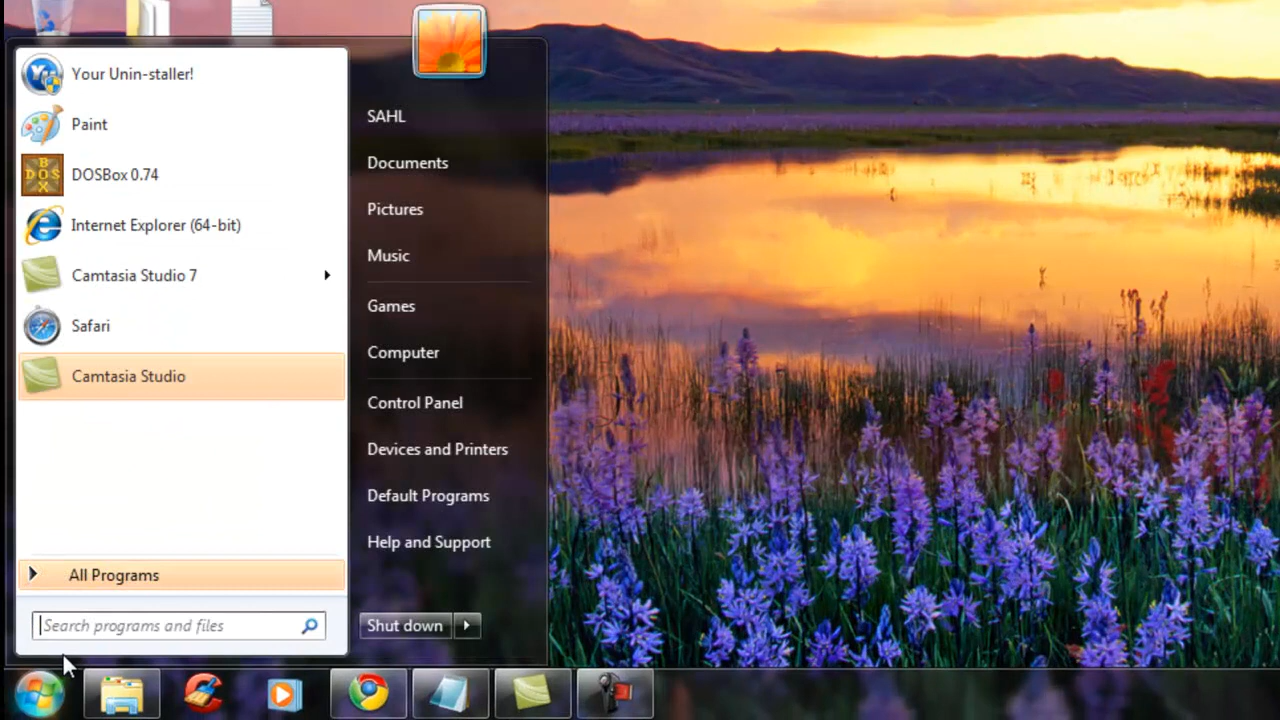 Your Unin-staller!
Paint
DOSBox 0.74
Internet Explorer (64-bit)
Camtasia Studio 7
Safari
Camtasia Studio
All Programs
Search programs and files
SAHL
Documents
Pictures
Music
Games
Computer
Control Panel
Devices and Printers
Default Programs
Help and Support
Shut down